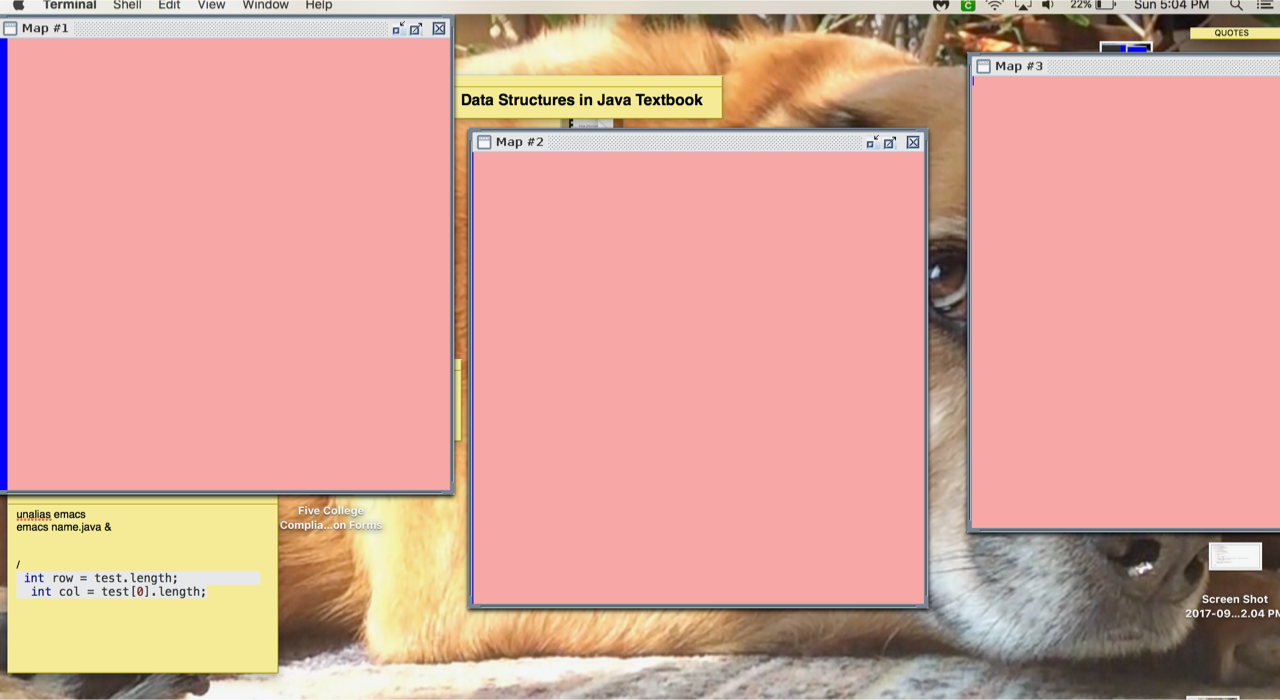 Terminal Shell Edit View Window Help 22% Sun 5:04 PM
QUOTES
Map #1
Map #3
Data Structures in Java Textbook
Map #2
unalias emacs
emacs name.java &
/
int row = test.length;
int col = test[0].length;
Five College
Complia...on Forms
Screen Shot
2017-09...2.04 PM